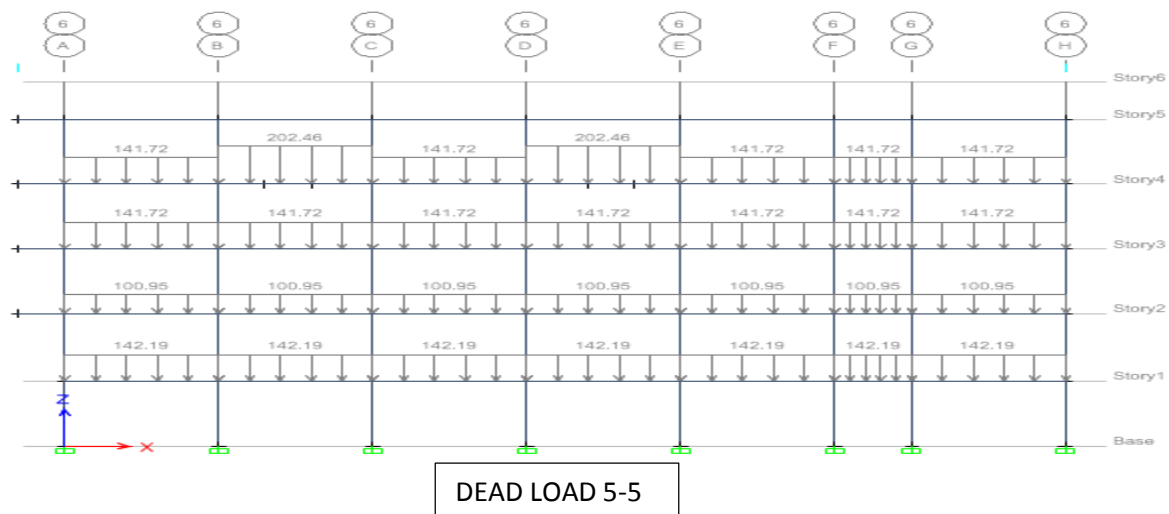 6 6 6 6 6 6 6 6
A B C D E F G H
Story6
Story5
202.46 202.46
141.72 141.72 141.72 141.72 141.72
Story4
141.72 141.72 141.72 141.72 141.72 141.72 141.72
Story3
100.95 100.95 100.95 100.95 100.95 100.95 100.95
Story2
142.19 142.19 142.19 142.19 142.19 142.19 142.19
Story1
Z
X
Base
DEAD LOAD 5-5